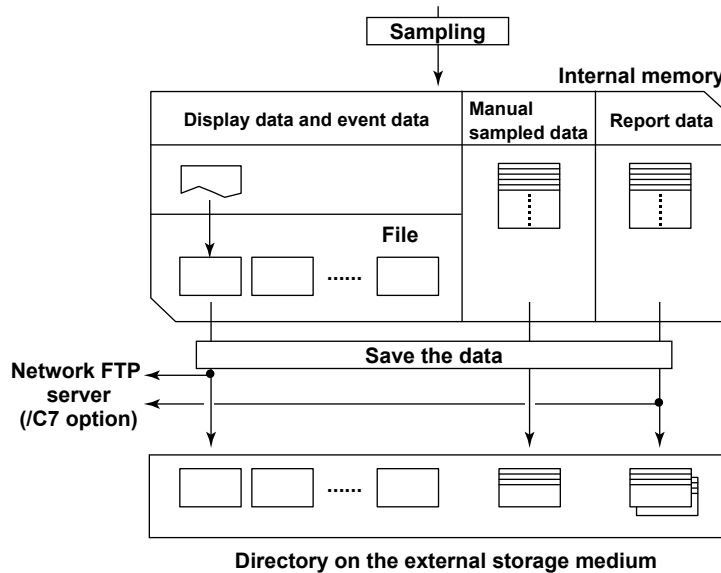 Sampling
Internal memory
Display data and event data
Manual
sampled data
Report data
File
......
Save the data
Network FTP
server
(/C7 option)
......
Directory on the external storage medium